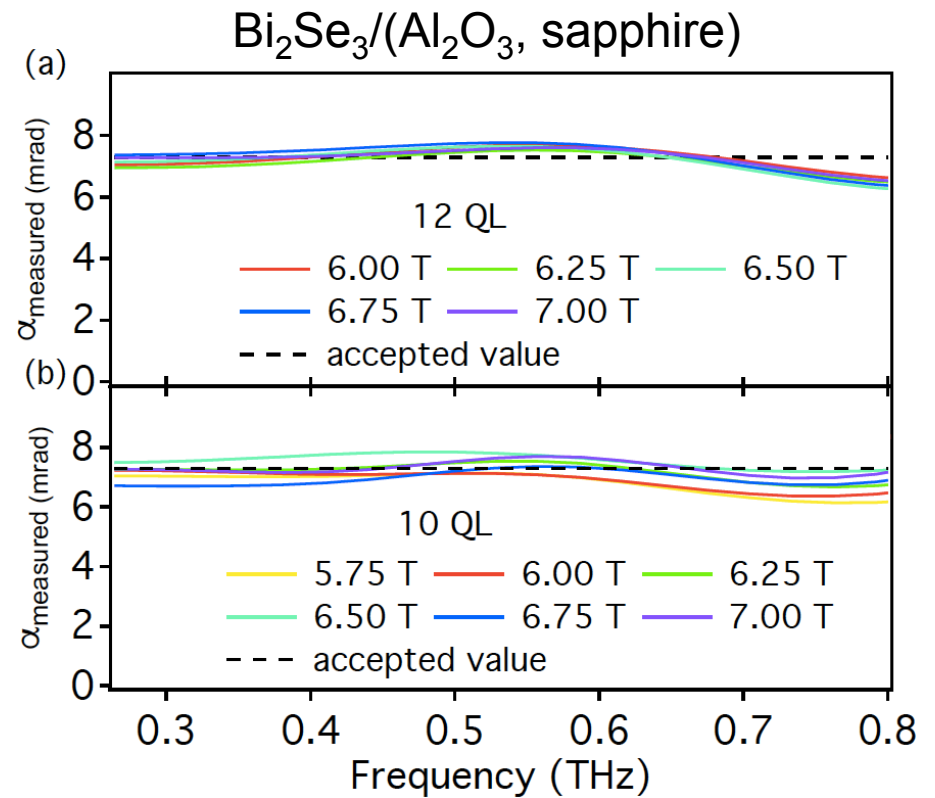 Bi₂Se₃/(Al₂O₃, sapphire)
(a)
α measured (mrad)
8
6
4
2
0
12 QL
6.00 T 6.25 T 6.50 T
6.75 T 7.00 T
accepted value
(b)
α measured (mrad)
8
6
4
2
0
10 QL
5.75 T 6.00 T 6.25 T
6.50 T 6.75 T 7.00 T
accepted value
0.3 0.4 0.5 0.6 0.7 0.8
Frequency (THz)